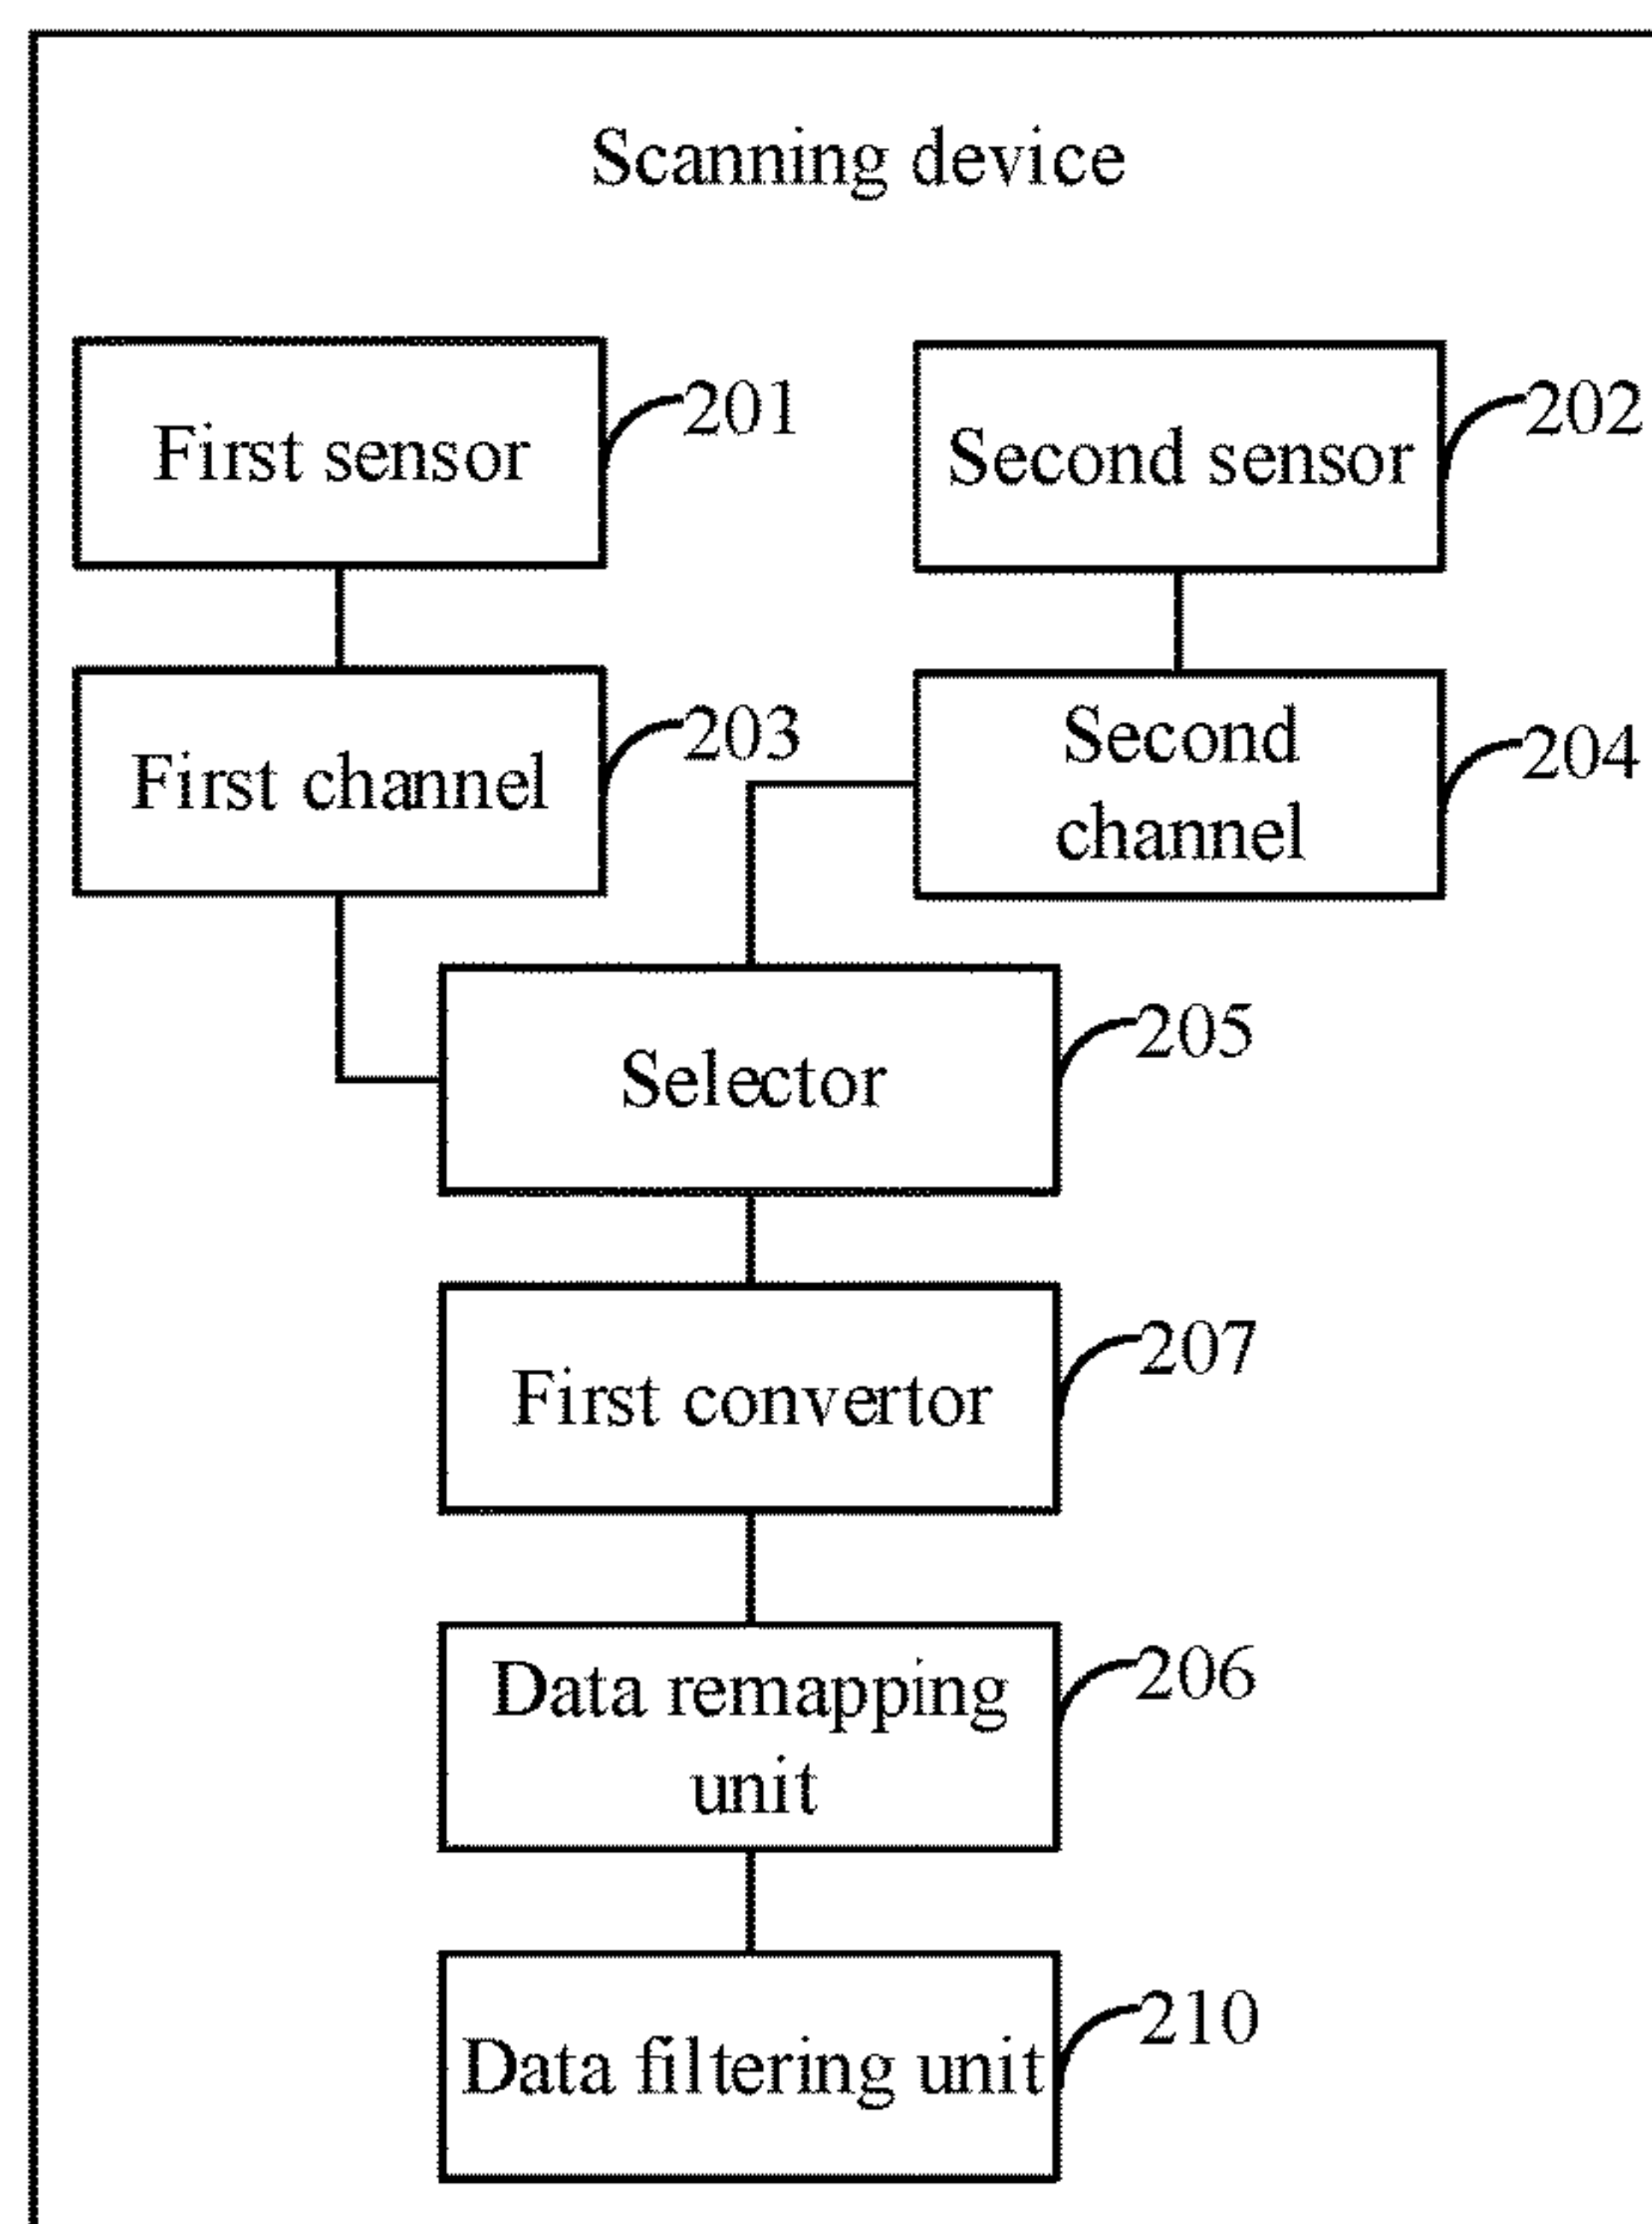 Scanning device
First sensor
201
Second sensor
202
First channel
203
Second
channel
204
Selector
205
First convertor
207
Data remapping
unit
206
Data filtering unit
210